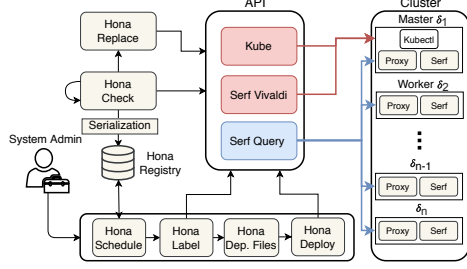 API
Cluster
Hona
Replace
Kube
Master δ1
Kubectl
Proxy
Serf
Hona
Check
Serf Vivaldi
Worker δ2
Proxy
Serf
Serialization
System Admin
Hona
Registry
Serf Query
δn-1
Proxy
Serf
δn
Proxy
Serf
Hona
Schedule
Hona
Label
Hona
Dep. Files
Hona
Deploy